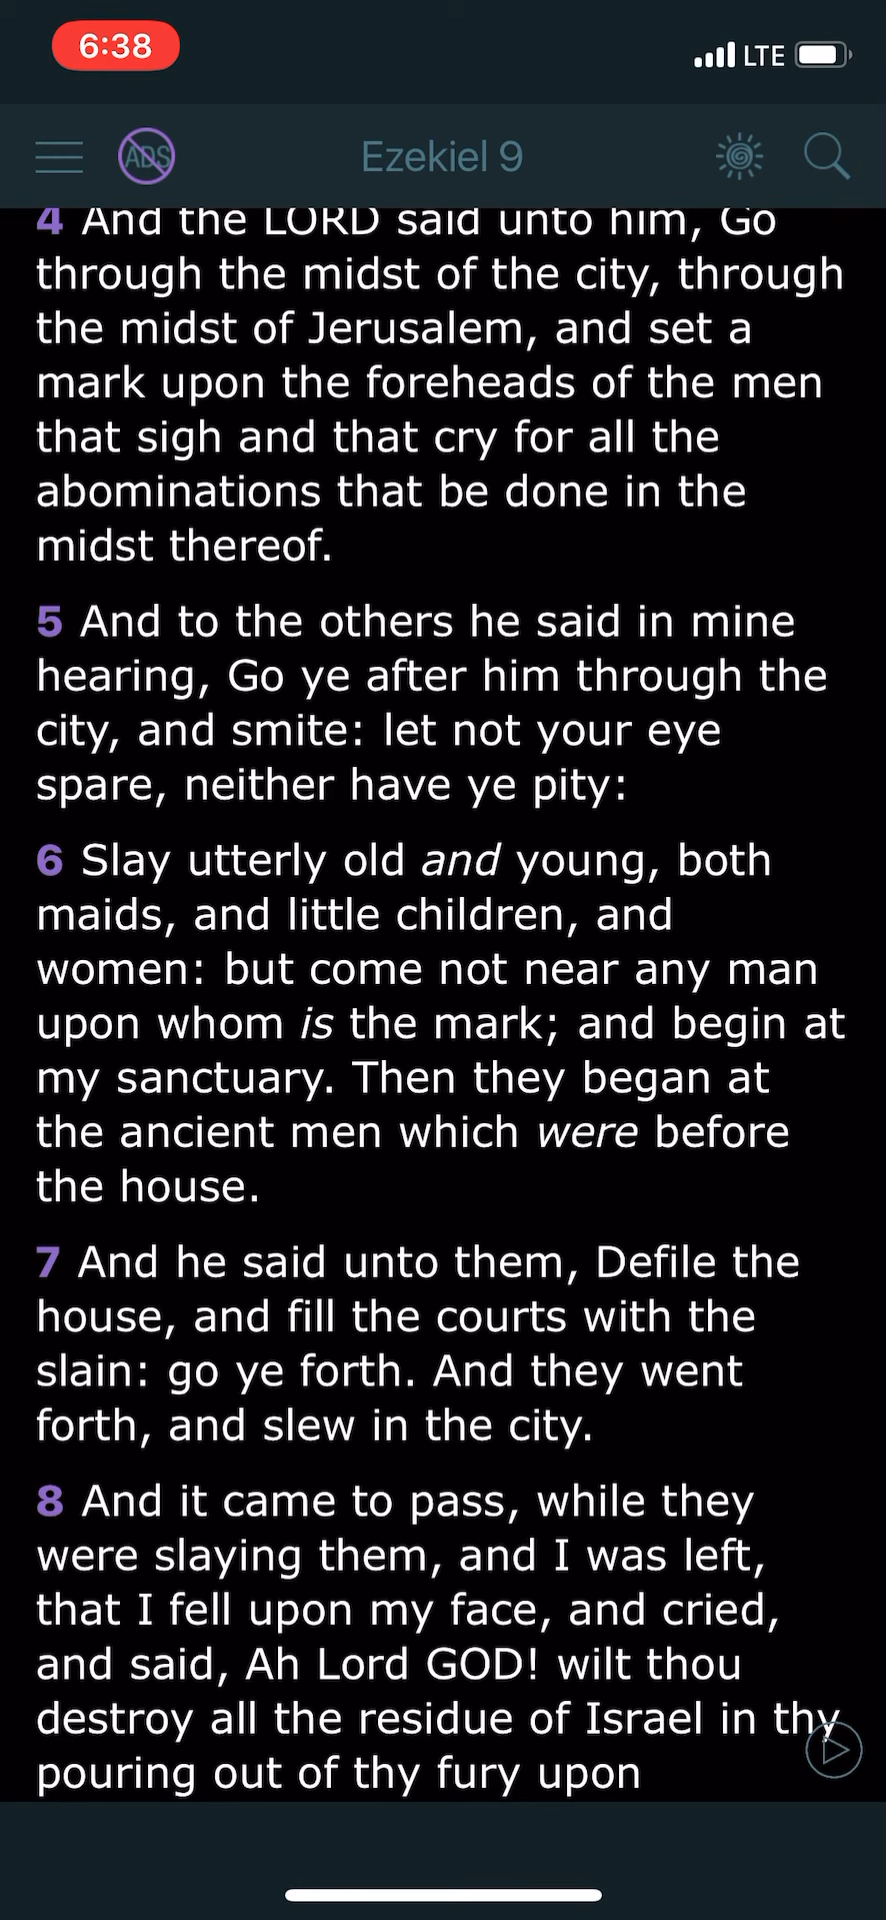 6:38
LTE
ADS
Ezekiel 9
4 And the LORD said unto him, Go
through the midst of the city, through
the midst of Jerusalem, and set a
mark upon the foreheads of the men
that sigh and that cry for all the
abominations that be done in the
midst thereof.
5 And to the others he said in mine
hearing, Go ye after him through the
city, and smite: let not your eye
spare, neither have ye pity:
6 Slay utterly old and young, both
maids, and little children, and
women: but come not near any man
upon whom is the mark; and begin at
my sanctuary. Then they began at
the ancient men which were before
the house.
7 And he said unto them, Defile the
house, and fill the courts with the
slain: go ye forth. And they went
forth, and slew in the city.
8 And it came to pass, while they
were slaying them, and I was left,
that I fell upon my face, and cried,
and said, Ah Lord GOD! wilt thou
destroy all the residue of Israel in thy
pouring out of thy fury upon